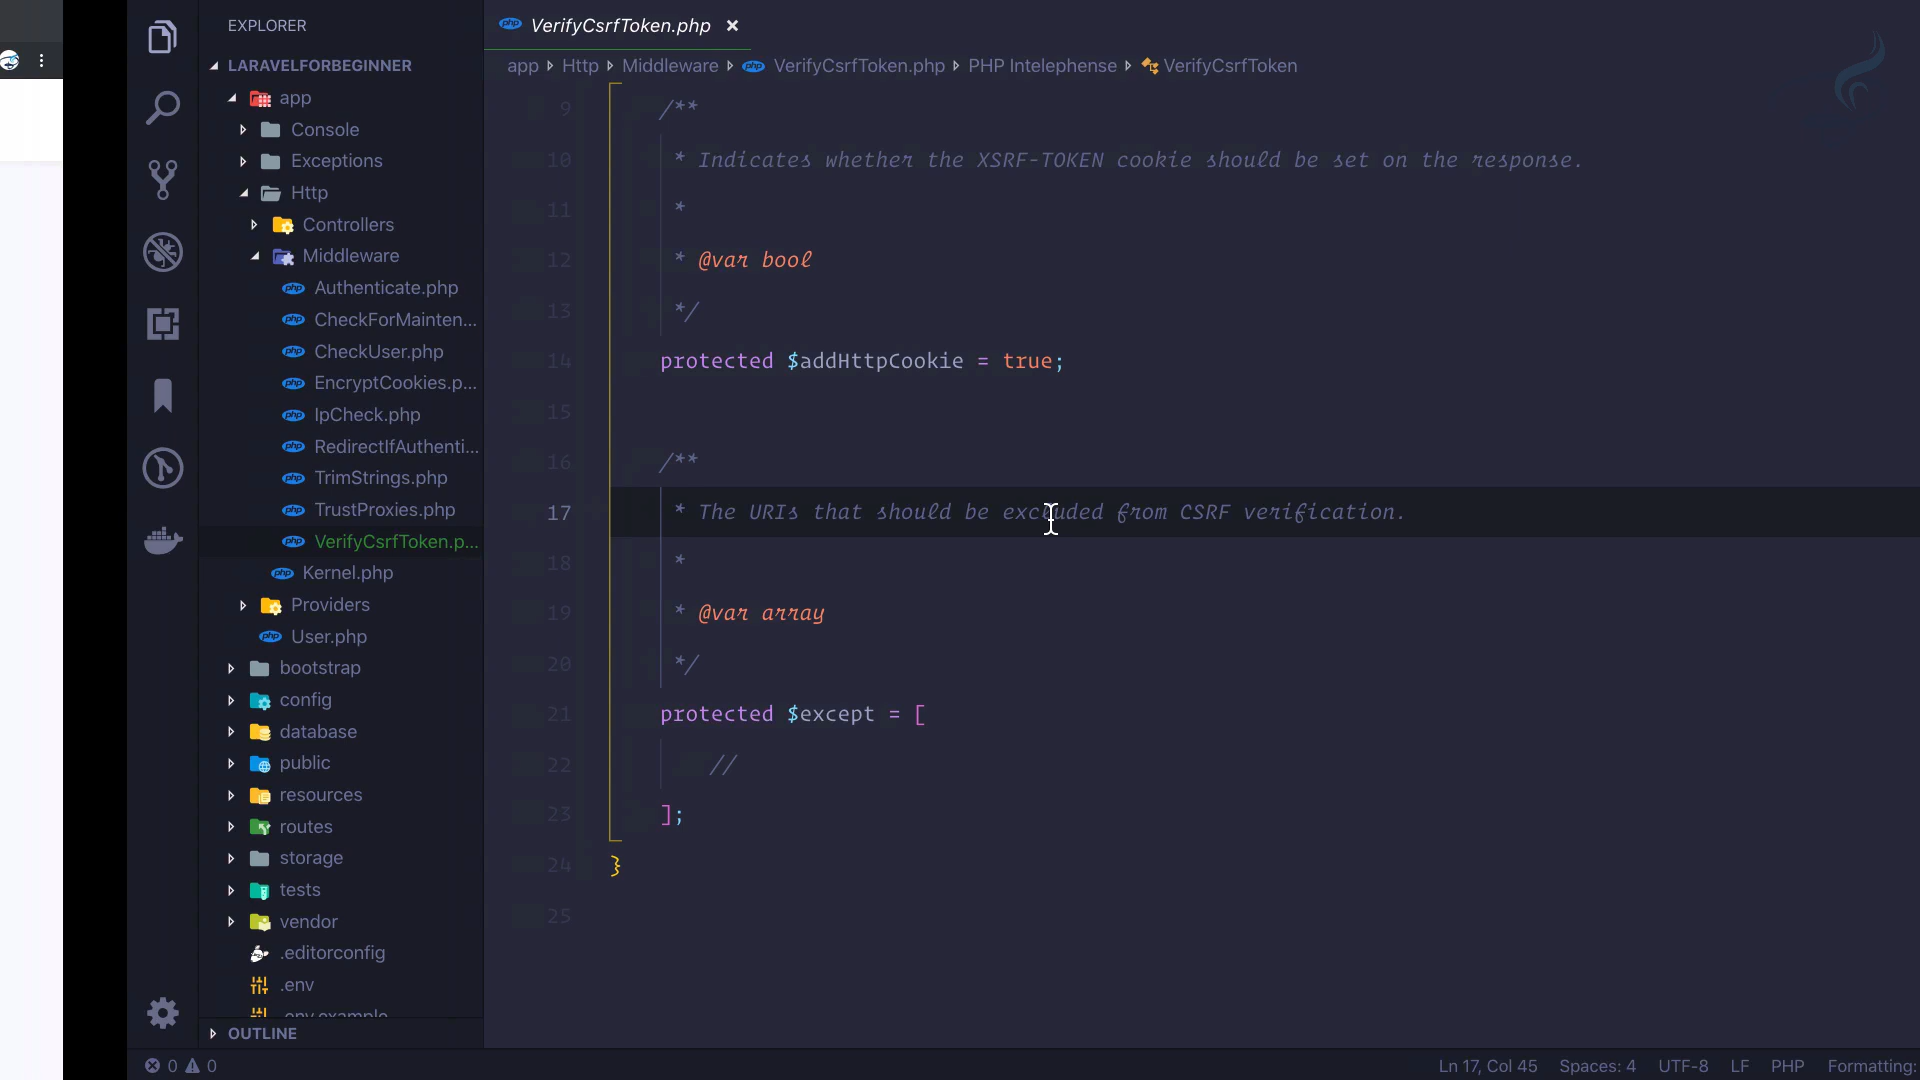 EXPLORER
LARAVELFORBEGINNER
app
Console
Exceptions
Http
Controllers
Middleware
Authenticate.php
CheckForMainten...
CheckUser.php
EncryptCookies.p...
IpCheck.php
RedirectIfAuthenti...
TrimStrings.php
TrustProxies.php
VerifyCsrfToken.p...
Kernel.php
Providers
User.php
bootstrap
config
database
public
resources
routes
storage
tests
vendor
.editorconfig
.env
.env.example
OUTLINE
VerifyCsrfToken.php
app Http Middleware VerifyCsrfToken.php PHP Intelephense VerifyCsrfToken
9 /**
10 * Indicates whether the XSRF-TOKEN cookie should be set on the response.
11 *
12 * @var bool
13 */
14 protected $addHttpCookie = true;
15
16 /**
17 * The URIs that should be excluded from CSRF verification.
18 *
19 * @var array
20 */
21 protected $except = [
22 //
23 ];
24 }
25
0 0 Ln 17, Col 45 Spaces: 4 UTF-8 LF PHP Formatting: